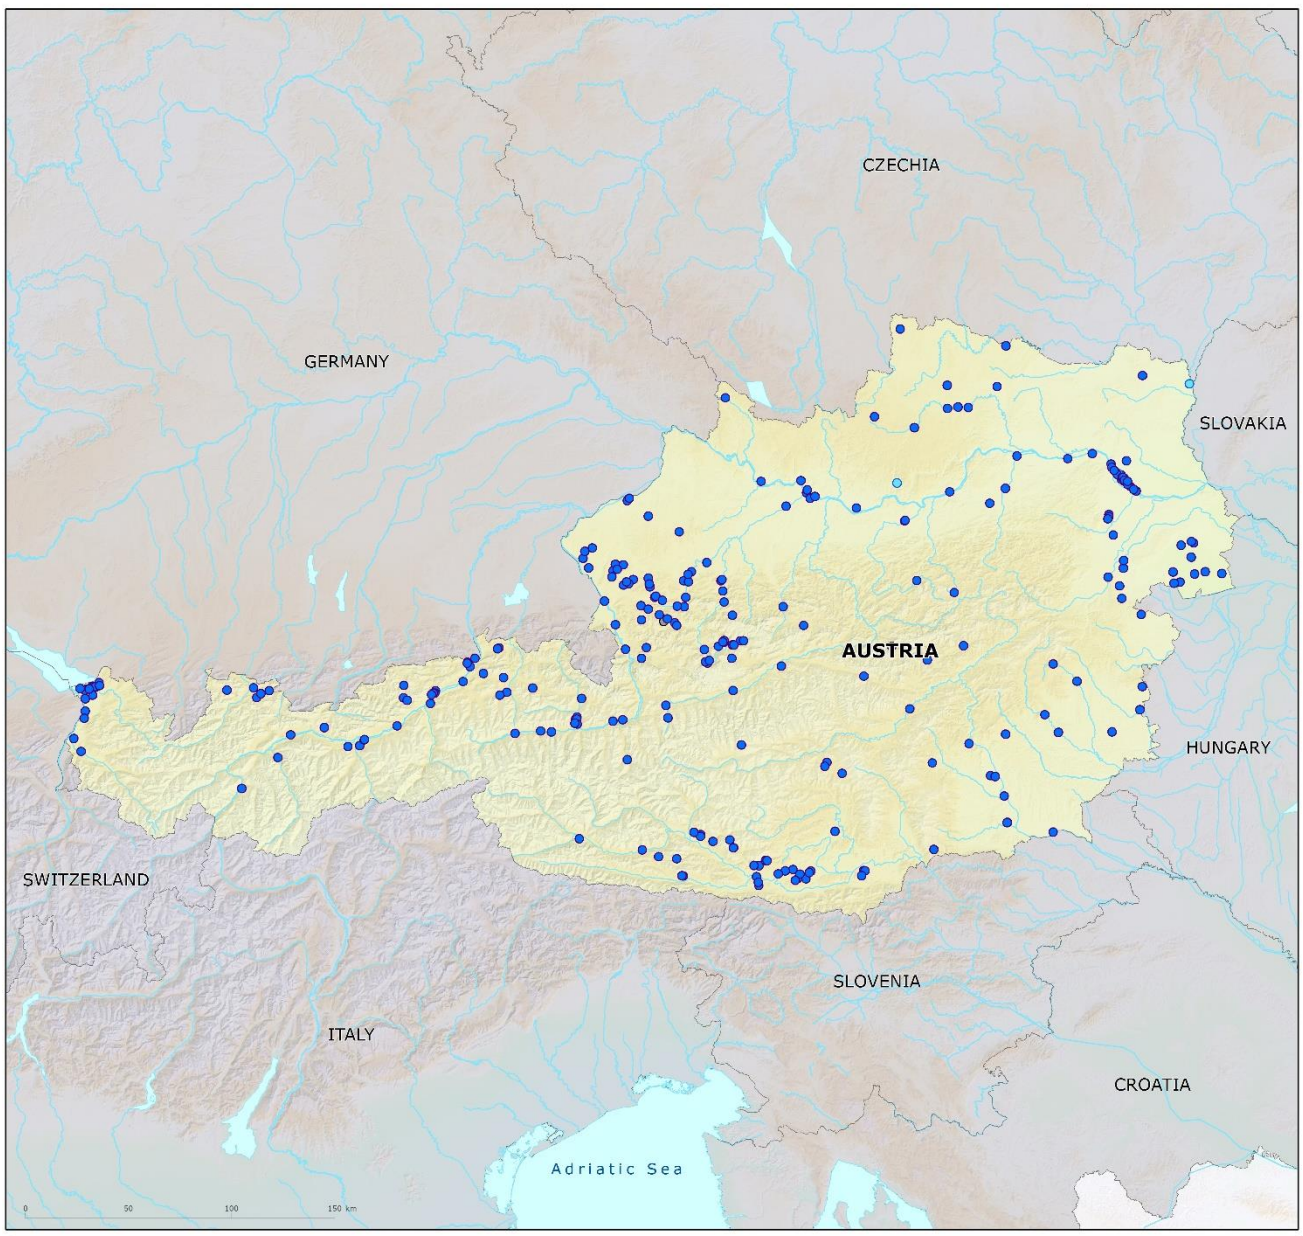 CZECHIA
GERMANY
SLOVAKIA
AUSTRIA
HUNGARY
SWITZERLAND
SLOVENIA
ITALY
CROATIA
Adriatic Sea
0 50 100 150 km